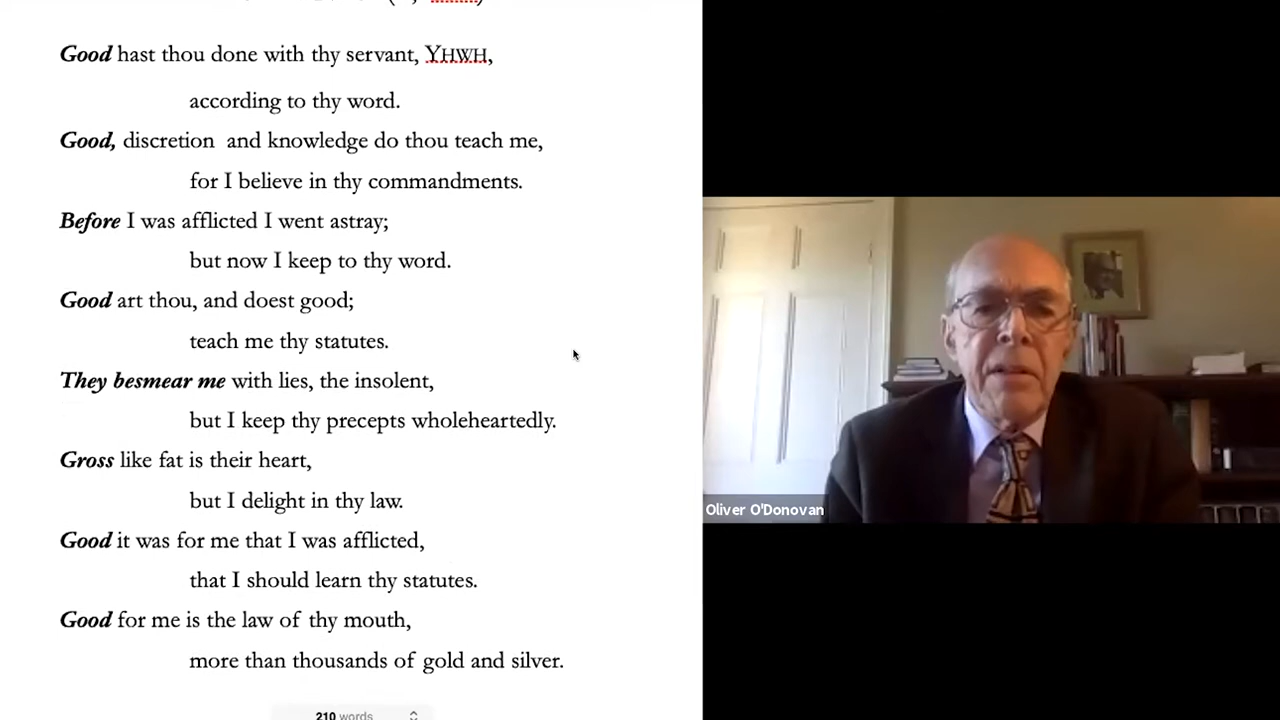 Good hast thou done with thy servant, YHWH,
according to thy word.
Good, discretion and knowledge do thou teach me,
for I believe in thy commandments.
Before I was afflicted I went astray;
but now I keep to thy word.
Good art thou, and doest good;
teach me thy statutes.
They besmear me with lies, the insolent,
but I keep thy precepts wholeheartedly.
Gross like fat is their heart,
but I delight in thy law.
Good it was for me that I was afflicted,
that I should learn thy statutes.
Good for me is the law of thy mouth,
more than thousands of gold and silver.
210 words
Oliver O'Donovan